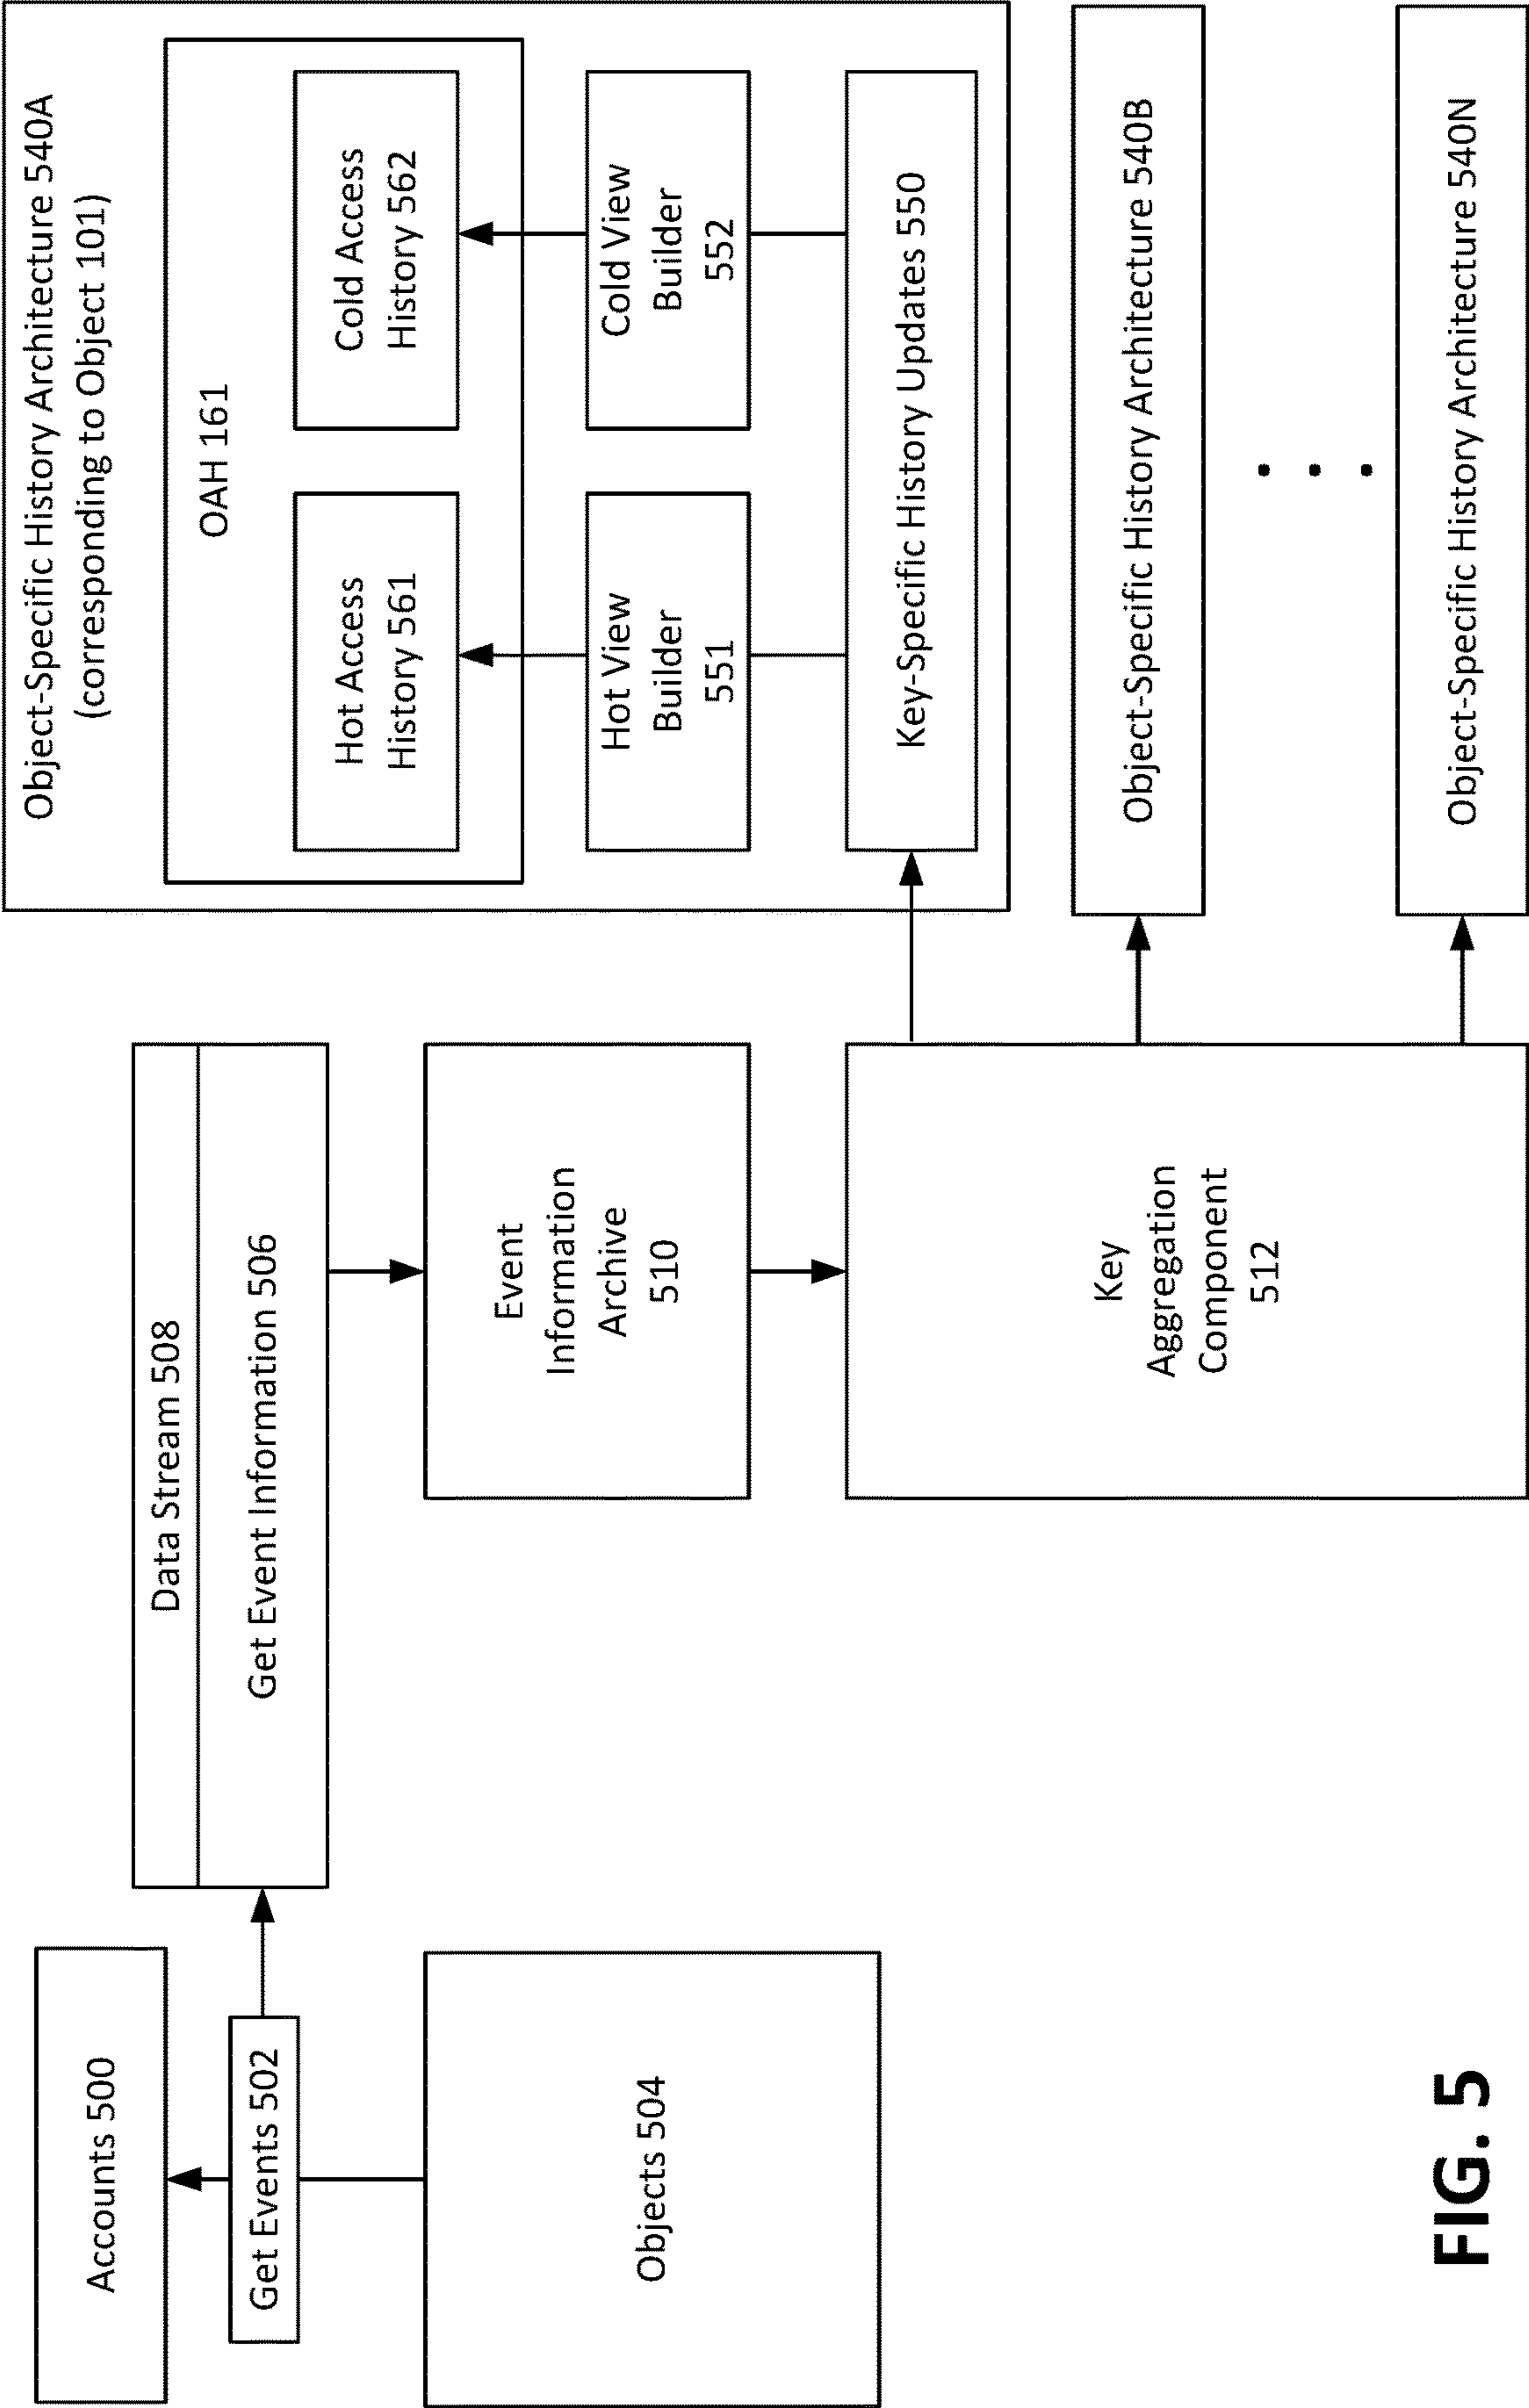 Accounts 500
Get Events 502
Objects 504
Data Stream 508
Get Event Information 506
Event
Information
Archive
510
Key
Aggregation
Component
512
Object-Specific History Architecture 540A
(corresponding to Object 101)
OAH 161
Hot Access
History 561
Cold Access
History 562
Hot View
Builder
551
Cold View
Builder
552
Key-Specific History Updates 550
Object-Specific History Architecture 540B
Object-Specific History Architecture 540N
FIG. 5